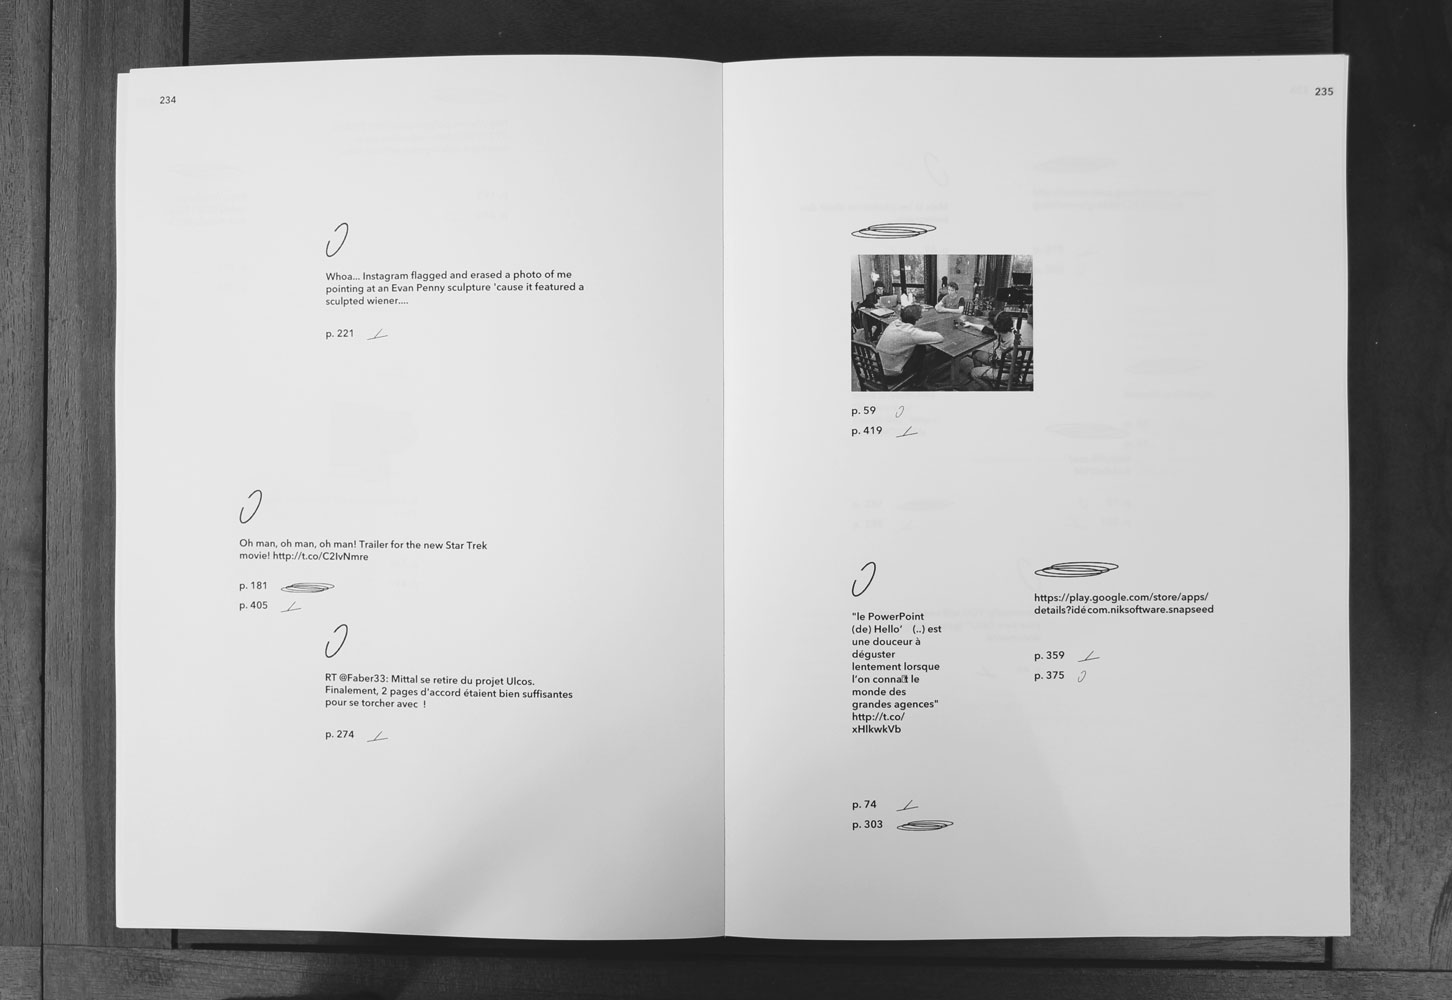 234
Whoa... Instagram flagged and erased a photo of me
pointing at an Evan Penny sculpture 'cause it featured a
sculpted wiener....
p. 221
Oh man, oh man, oh man! Trailer for the new Star Trek
movie! http://t.co/C2IvNmre
p. 181
p. 405
RT @Faber33: Mittal se retire du projet Ulcos.
Finalement, 2 pages d'accord étaient bien suffisantes
pour se torcher avec !
p. 274
235
p. 59
p. 419
"le PowerPoint
(de) Hello' (..) est
une douceur à
déguster
lentement lorsque
l'on le
monde des
grandes agences"
http://t.co/
xHlkwkVb
p. 74
p. 303
https://play.google.com/store/apps/
details?idécom.niksoftware.snapseed
p. 359
p. 375